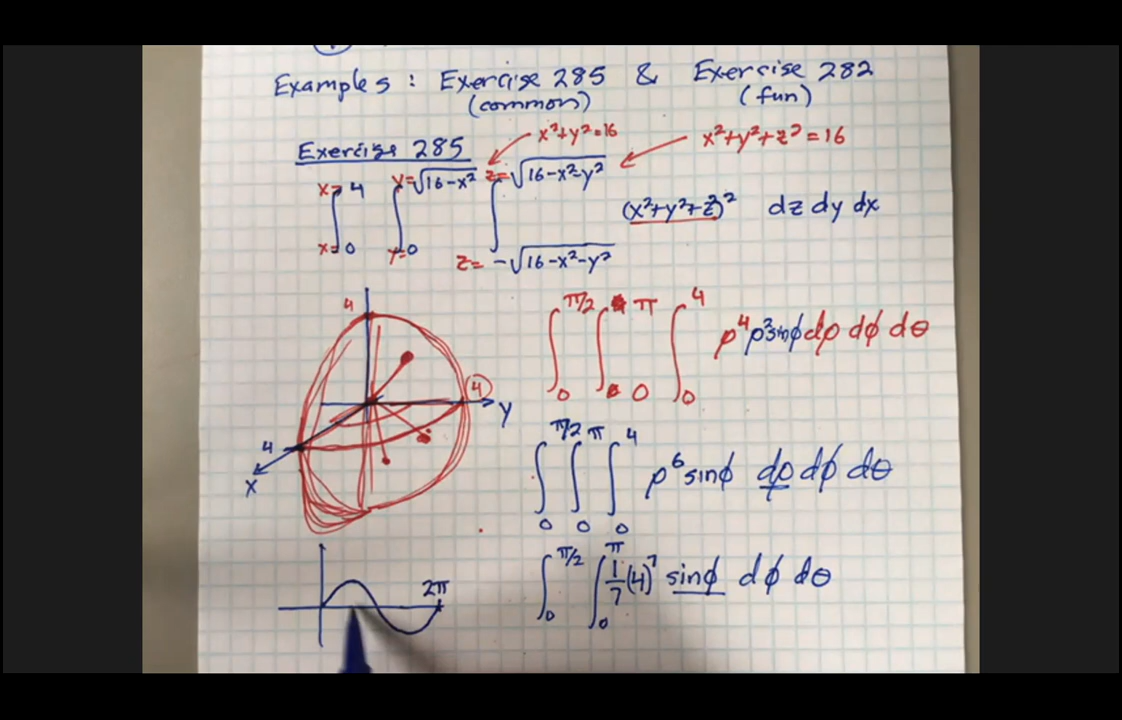 Examples : Exercise 285 & Exercise 282
(common) (fun)
Exercise 285 x²+y²=16 x²+y²+z²=16
x= 4 y= √16-x² z= √16-x²-y²
(x²+y²+z²)² dz dy dx
x= 0 y= 0 z= -√16-x²-y²
4 π/2 π 4
∫ ∫ ∫ ρ⁴ρ²sinϕ dρ dϕ dθ
4 y 0 0 0
4 π/2 π 4
x ∫ ∫ ∫ ρ⁶ sinϕ dρ dϕ dθ
0 0 0
π/2 π
2π ∫ ∫ 1/7 (4)⁷ sinϕ dϕ dθ
0 0